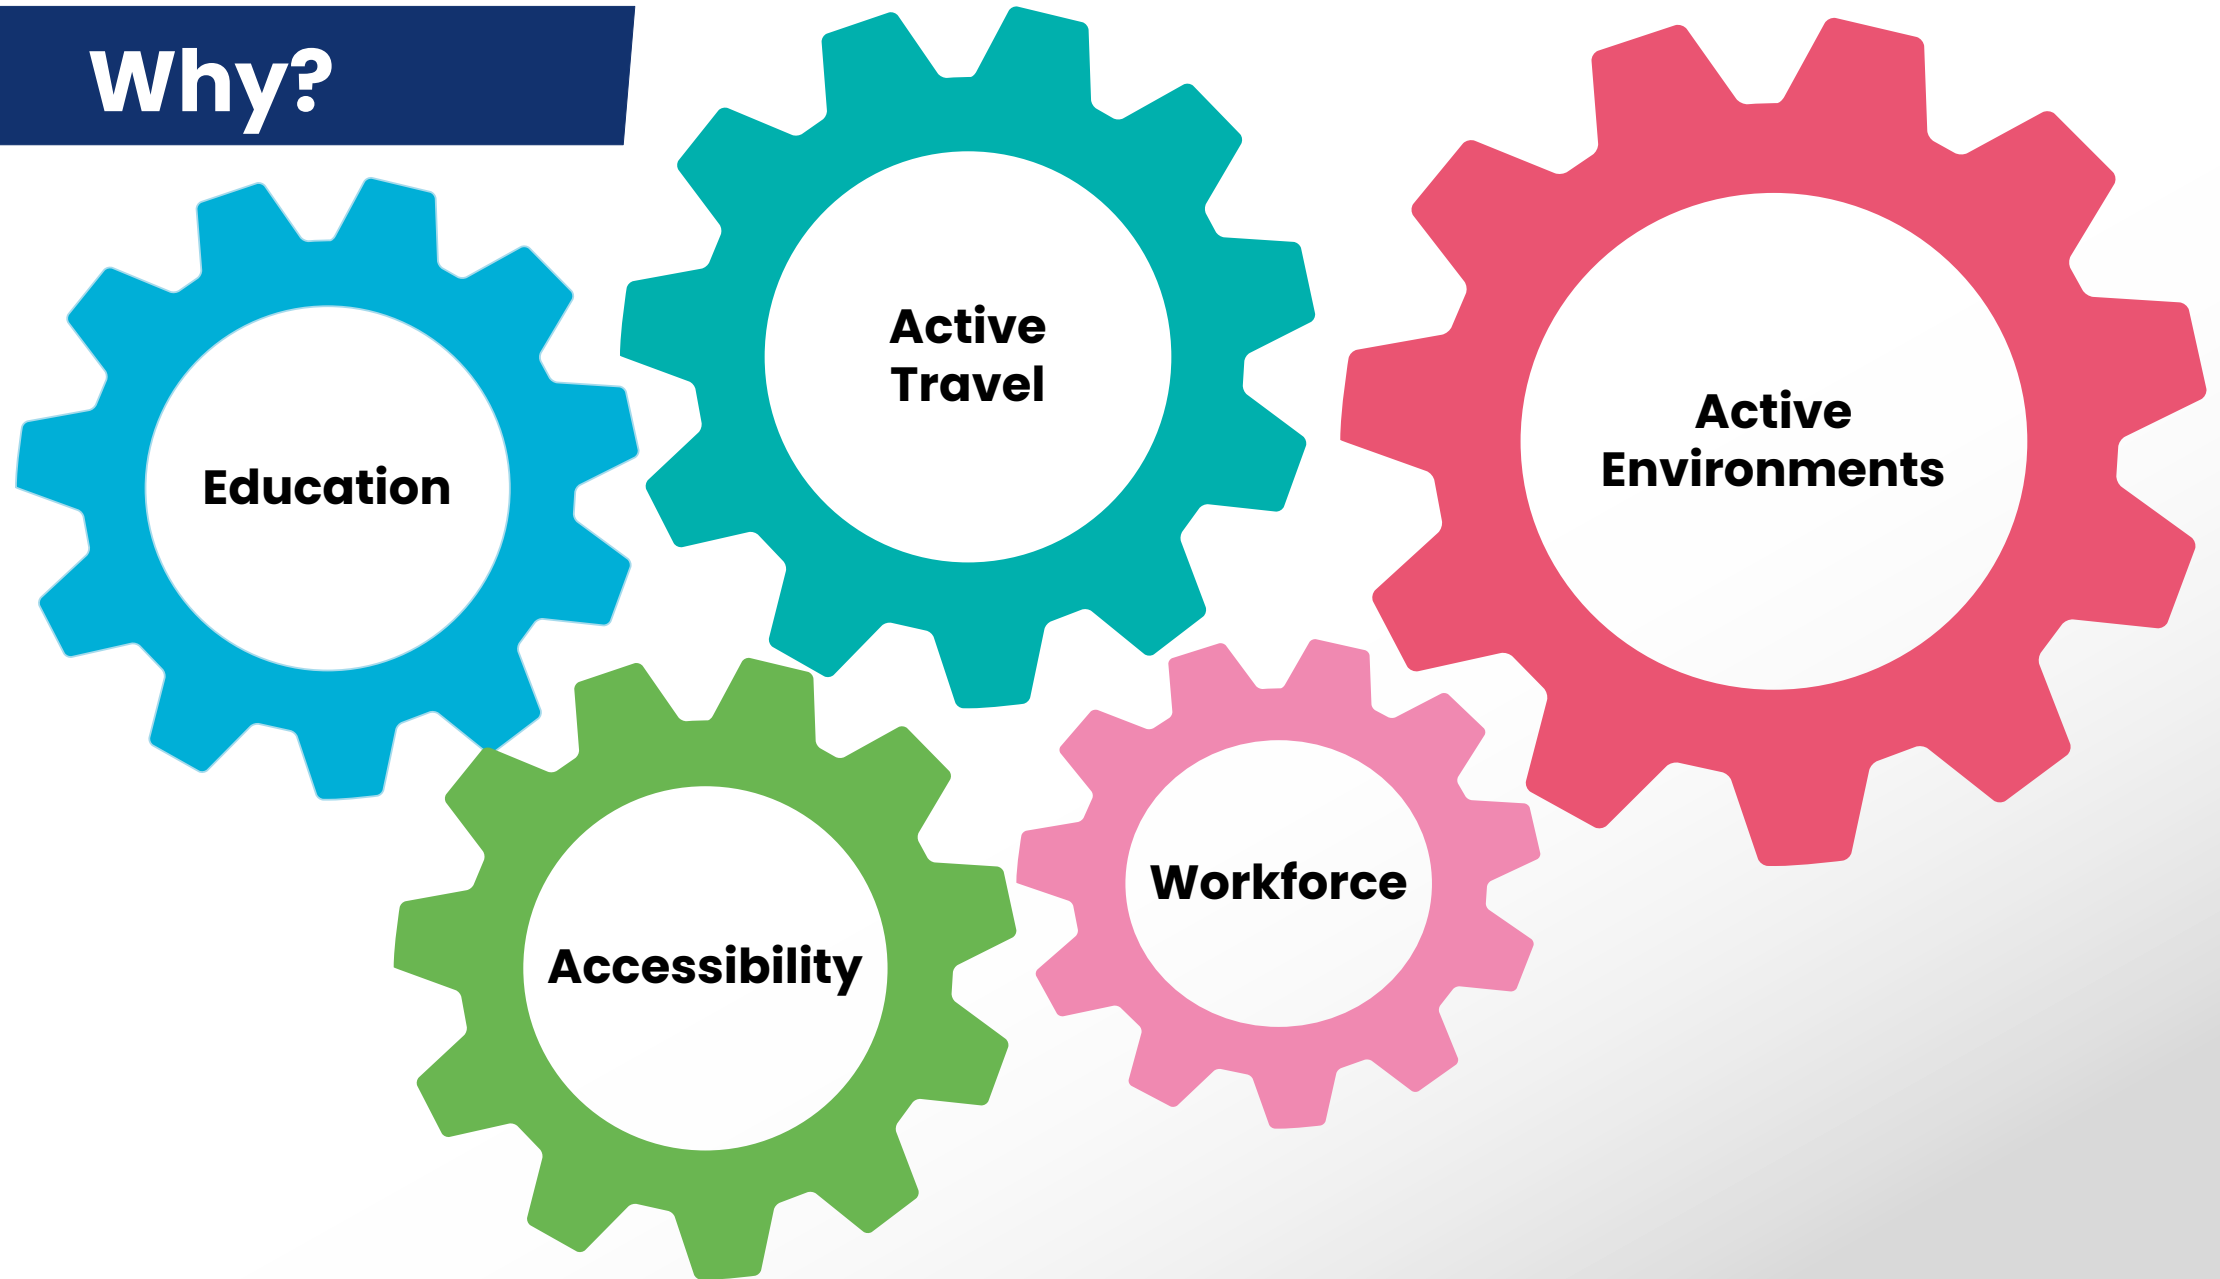 Why?
Education
Active
Travel
Active
Environments
Accessibility
Workforce